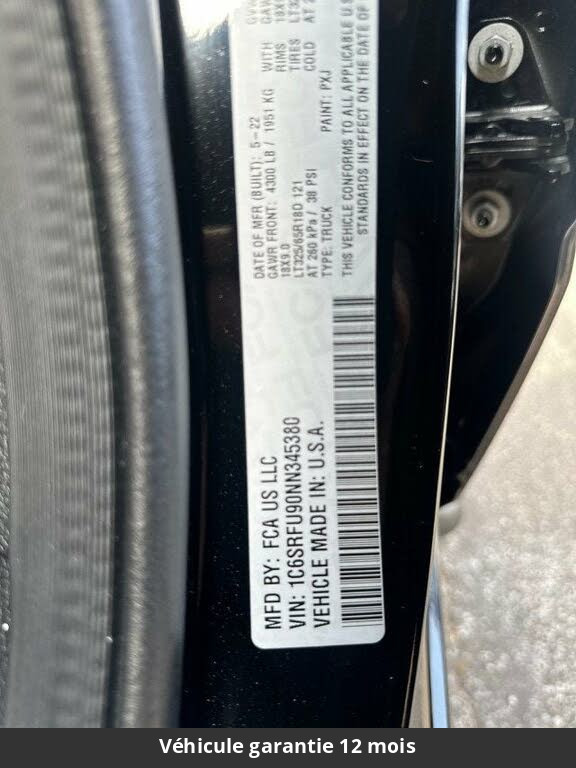 MFD BY: FCA US LLC
VIN: 1C6SRFU90NN345380
VEHICLE MADE IN: U.S.A.
DATE OF MFR (BUILT): 5-22
GAWR FRONT: 4300 LB / 1951 KG WITH
18X9.0 RIMS
LT325/65R18D 121 TIRES
AT 260 kPa / 38 PSI COLD
TYPE: TRUCK PAINT: PXJ
THIS VEHICLE CONFORMS TO ALL APPLICABLE U.S
STANDARDS IN EFFECT ON THE DATE OF
Véhicule garantie 12 mois